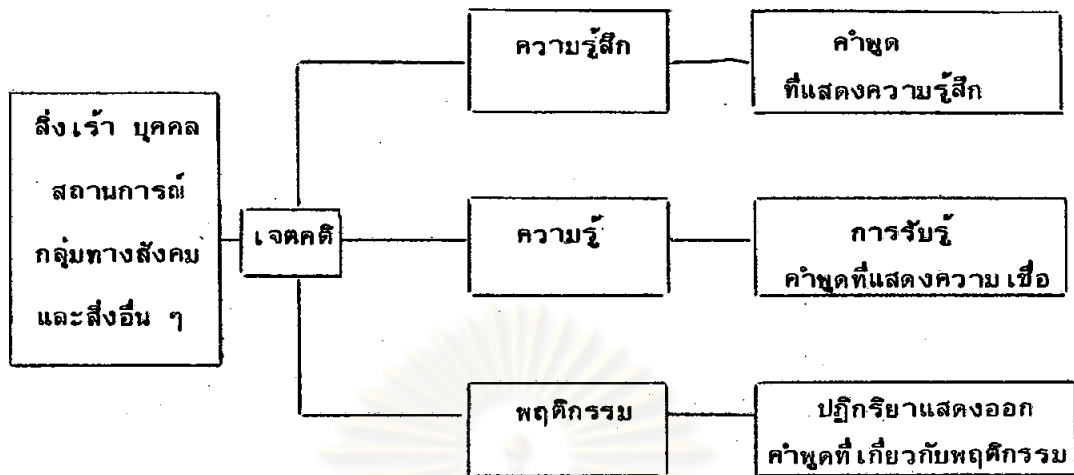 สิ่งเร้า บุคคล
สถานการณ์
กลุ่มทางสังคม
และสิ่งอื่น ๆ
เจตคติ
ความรู้สึก
คำพูด
ที่แสดงความรู้สึก
ความรู้
การรับรู้
คำพูดที่แสดงความเชื่อ
พฤติกรรม
ปฏิกริยาแสดงออก
คำพูดที่เกี่ยวกับพฤติกรรม